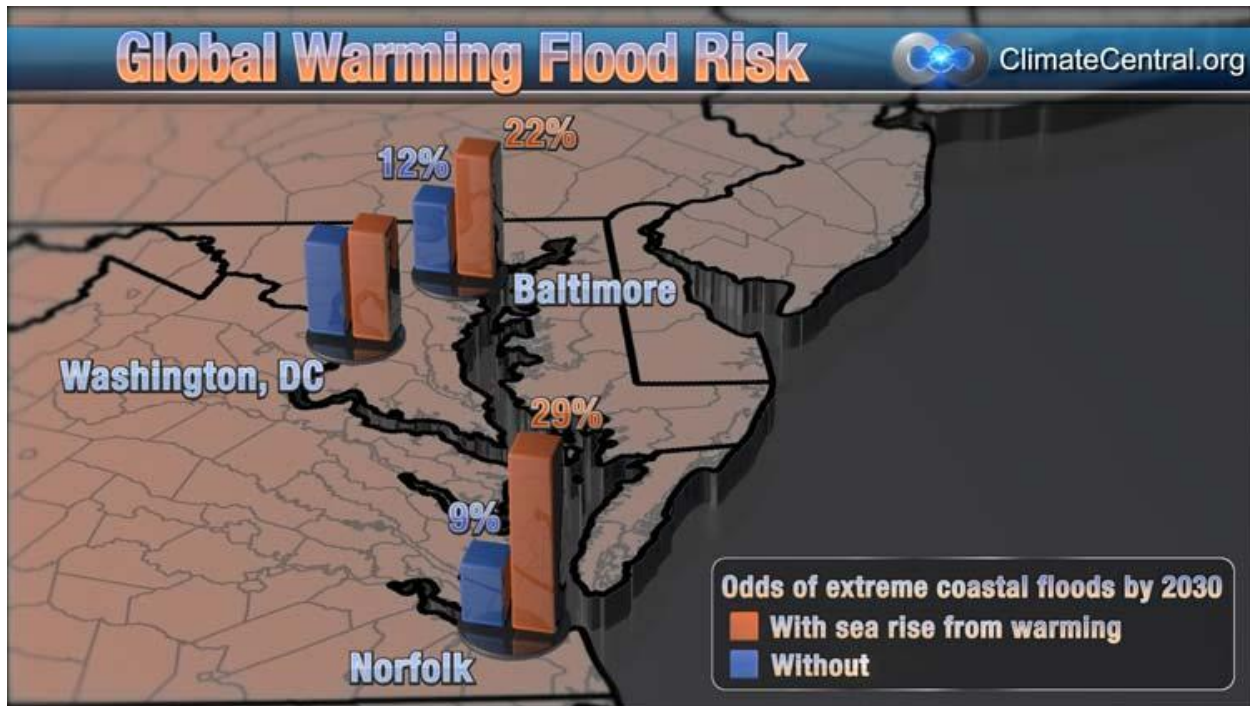 Global Warming Flood Risk
ClimateCentral.org
22%
12%
Baltimore
Washington, DC
29%
9%
Norfolk
Odds of extreme coastal floods by 2030
With sea rise from warming
Without